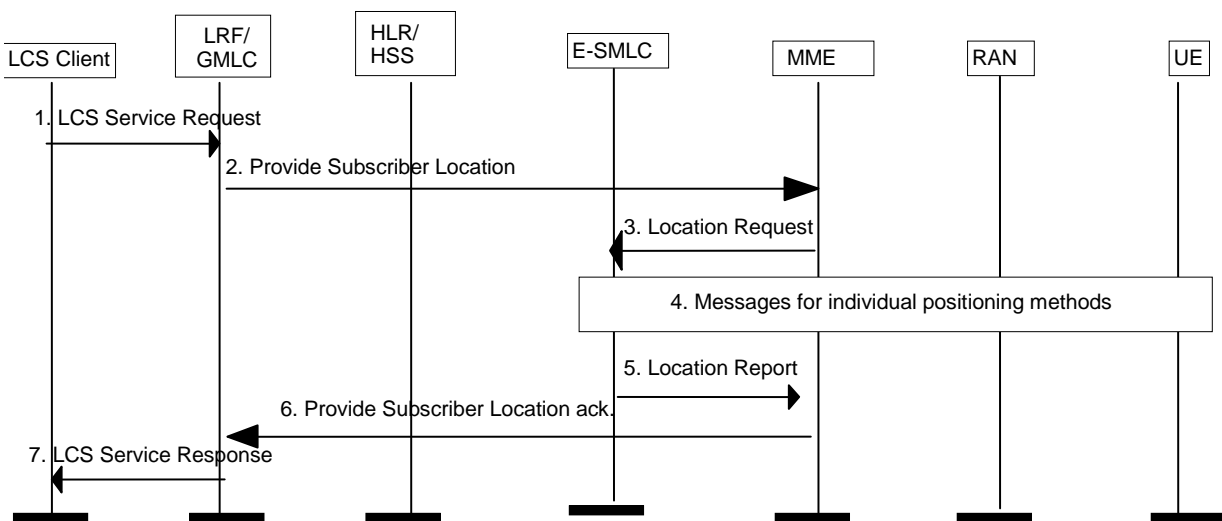 LCS Client
LRF/
GMLC
HLR/
HSS
E-SMLC
MME
RAN
UE
1. LCS Service Request
2. Provide Subscriber Location
3. Location Request
4. Messages for individual positioning methods
5. Location Report
6. Provide Subscriber Location ack.
7. LCS Service Response